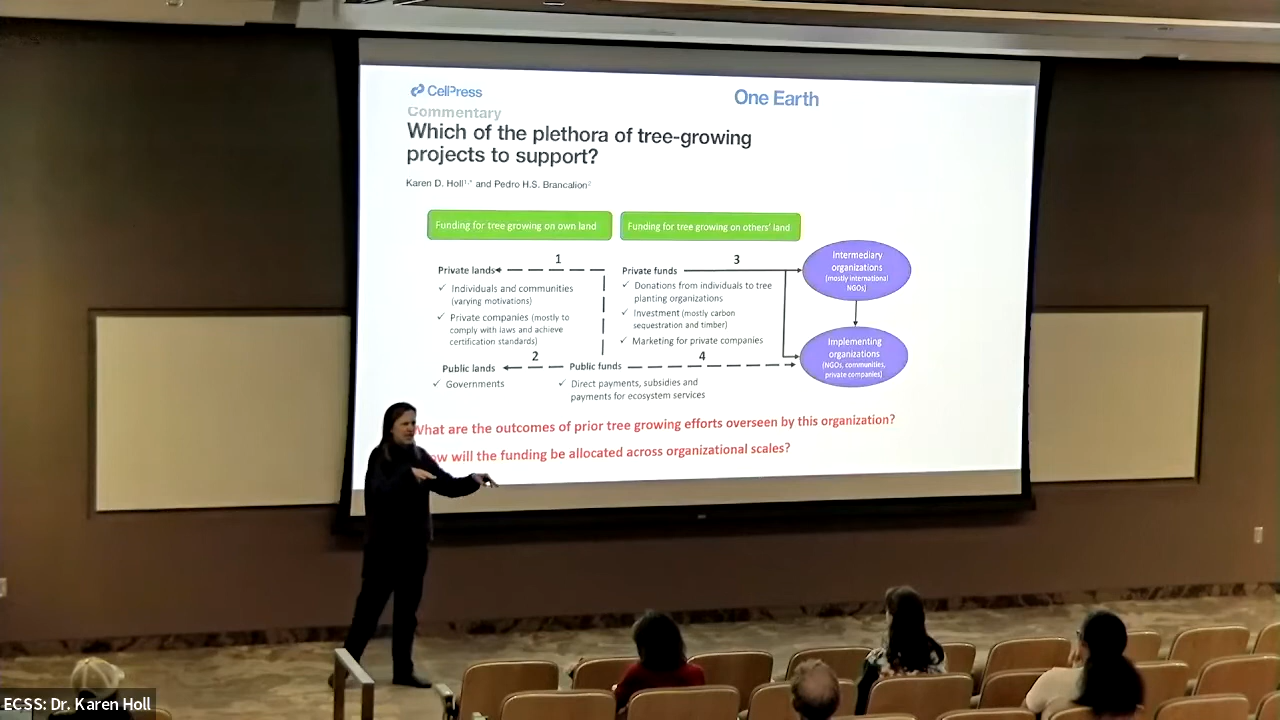 CellPress
One Earth
Commentary
Which of the plethora of tree-growing
projects to support?
Karen D. Holl1,* and Pedro H.S. Brancalion2
Funding for tree growing on own land
Funding for tree growing on others' land
1
Private lands
✓ Individuals and communities
(varying motivations)
✓ Private companies (mostly to
comply with laws and achieve
certification standards)
2
Public lands
✓ Governments
3
Private funds
✓ Donations from individuals to tree
planting organizations
✓ Investment (mostly carbon
sequestration and timber)
✓ Marketing for private companies
4
Public funds
✓ Direct payments, subsidies and
payments for ecosystem services
Intermediary
organizations
(mostly international
NGOs)
Implementing
organizations
(NGOs, communities,
private companies)
What are the outcomes of prior tree growing efforts overseen by this organization?
will the funding be allocated across organizational scales?
ECSS: Dr. Karen Holl